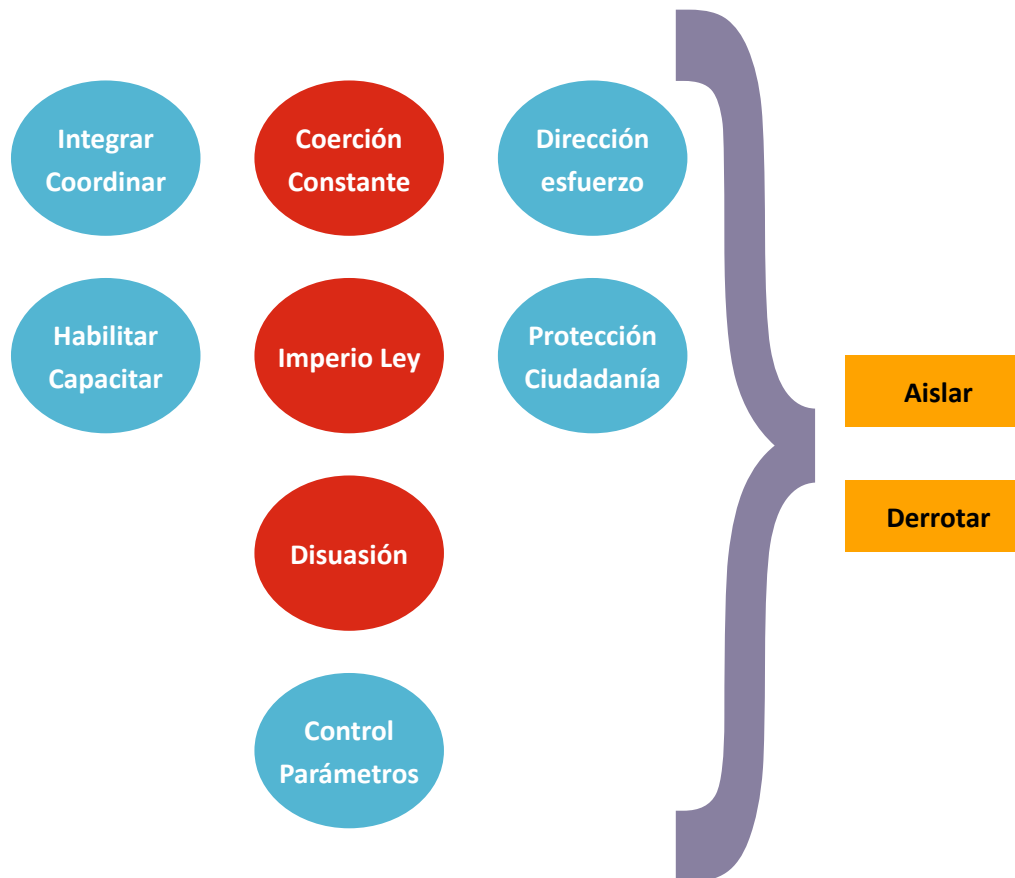 Integrar
Coordinar
Coerción
Constante
Dirección
esfuerzo
Habilitar
Capacitar
Imperio Ley
Protección
Ciudadanía
Aislar
Derrotar
Disuasión
Control
Parámetros